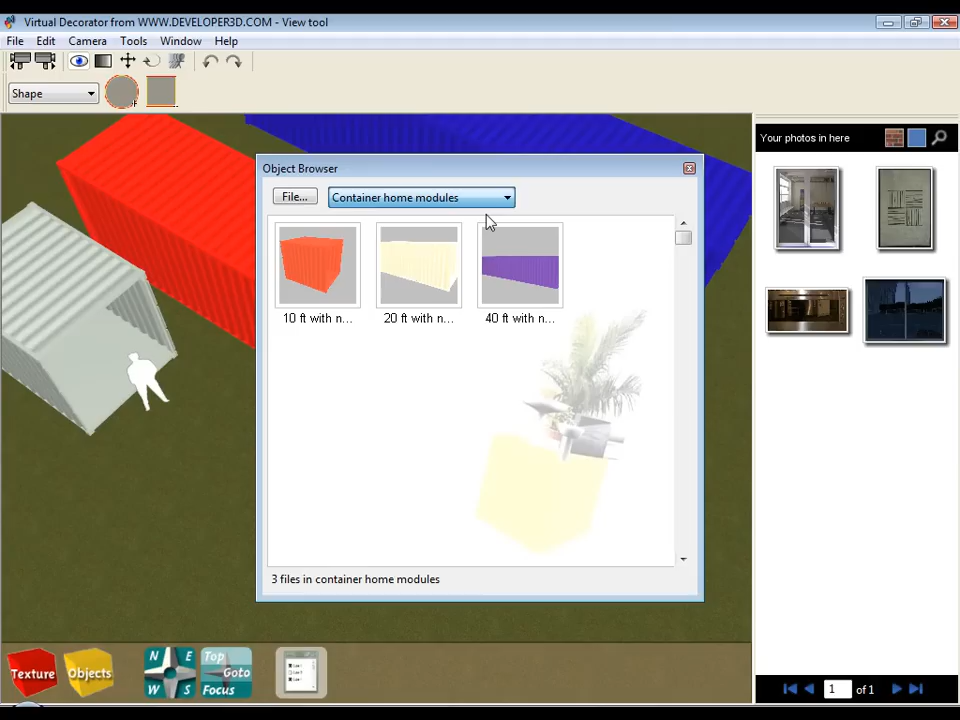 Virtual Decorator from WWW.DEVELOPER3D.COM - View tool
File Edit Camera Tools Window Help
Shape
Your photos in here
Object Browser
File... Container home modules
10 ft with n... 20 ft with n... 40 ft with n...
3 files in container home modules
Texture
Objects
N E
W S
Top
Goto
Focus
1 of 1